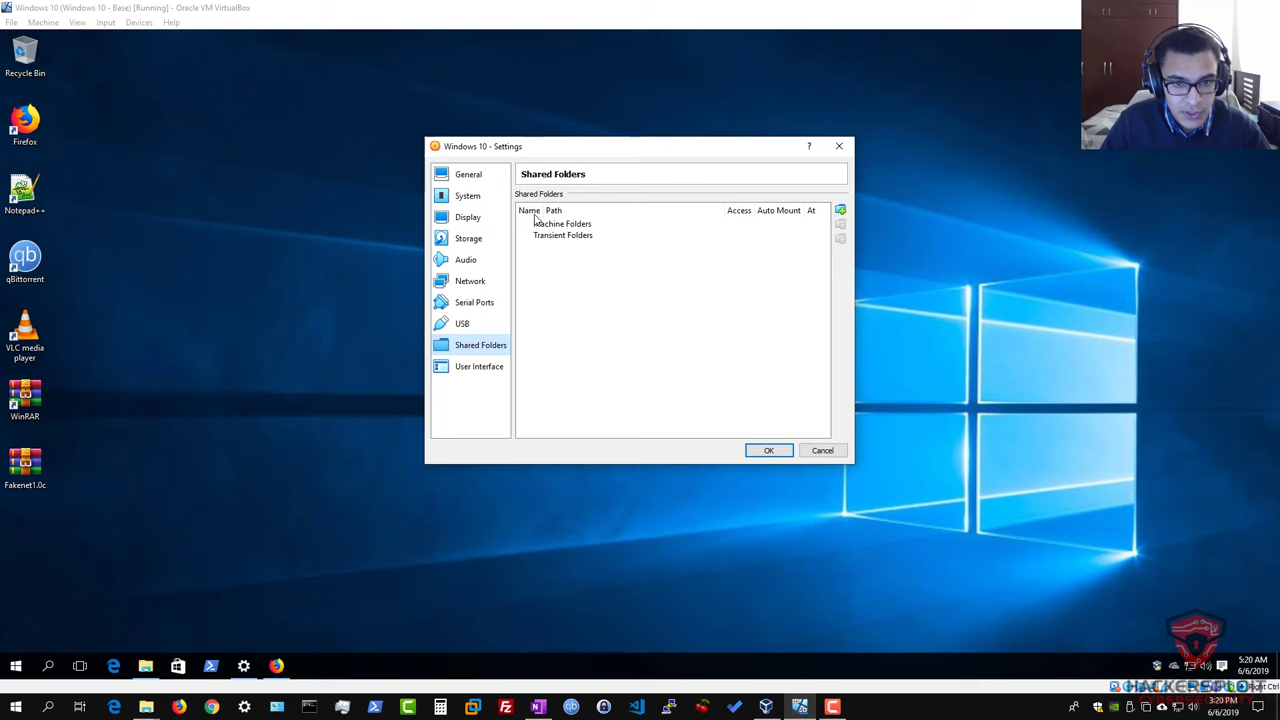 Windows 10 (Windows 10 - Base) [Running] - Oracle VM VirtualBox
File Machine View Input Devices Help
Recycle Bin
Firefox
Notepad++
qBittorrent
VLC media
player
WinRAR
Fakenet1.0c
Windows 10 - Settings
General
System
Display
Storage
Audio
Network
Serial Ports
USB
Shared Folders
User Interface
Shared Folders
Shared Folders
Name Path Access Auto Mount At
Machine Folders
Transient Folders
OK Cancel
5:20 AM
6/6/2019
Right Ctrl
HACKERSPLOIT
3:20 PM
6/6/2019